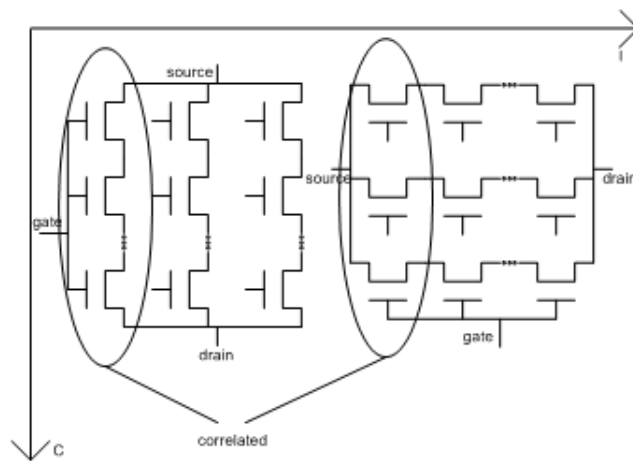 I
source
source
drain
gate
gate
drain
correlated
C